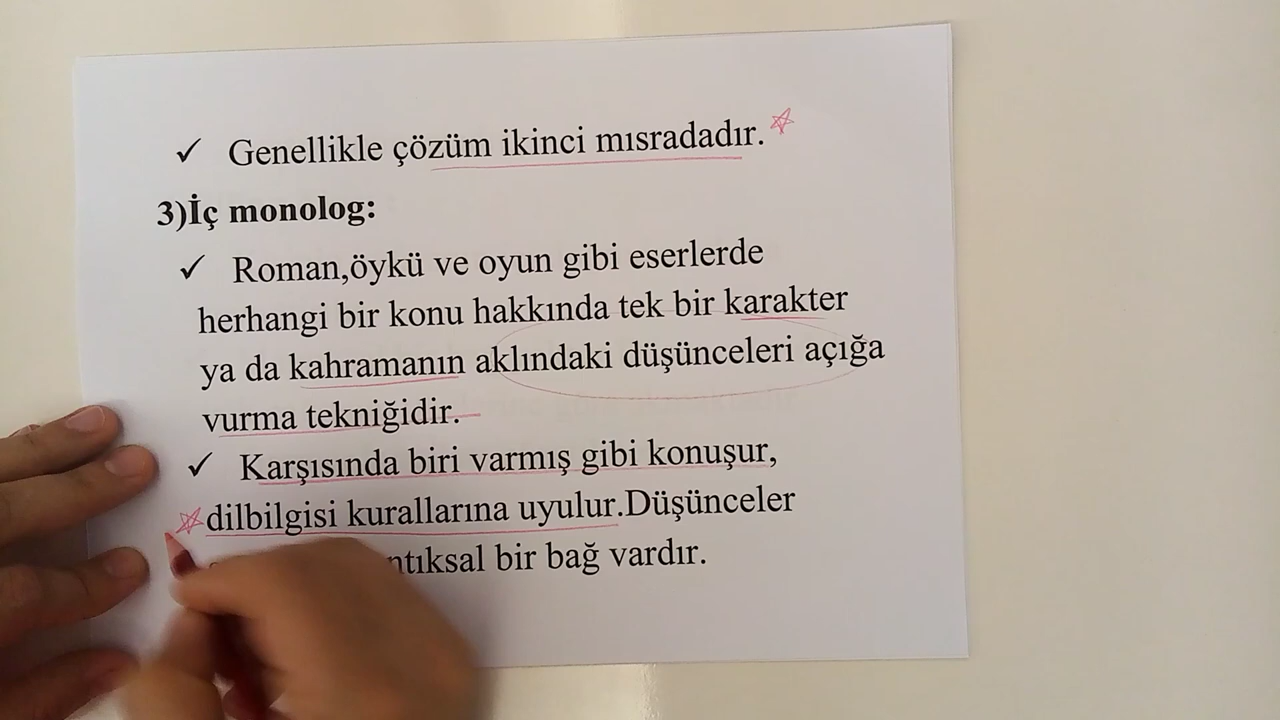 ✓ Genellikle çözüm ikinci mısradadır.
3)İç monolog:
✓ Roman,öykü ve oyun gibi eserlerde
herhangi bir konu hakkında tek bir karakter
ya da kahramanın aklındaki düşünceleri açığa
vurma tekniğidir.
✓ Karşısında biri varmış gibi konuşur,
dilbilgisi kurallarına uyulur.Düşünceler
bir bağ vardır.